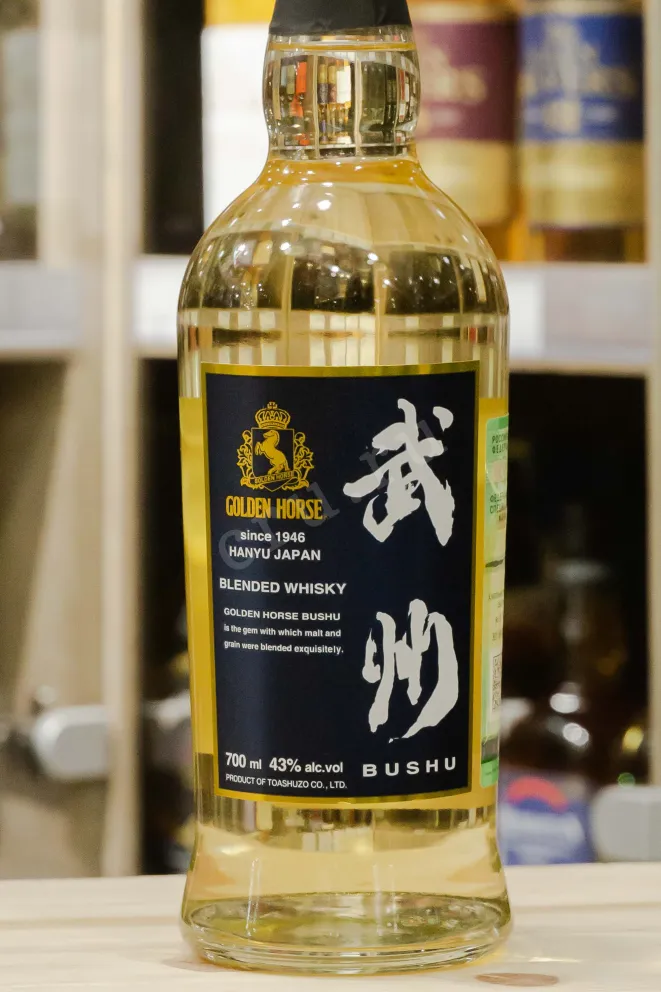 GOLDEN HORSE
GOLDEN HORSE
since 1946
HANYU JAPAN
BLENDED WHISKY
GOLDEN HORSE BUSHU
is the gem with which malt and
grain were blended exquisitely.
700 ml 43% alc.vol
PRODUCT OF TOASHUZO CO., LTD.
武
州
BUSHU